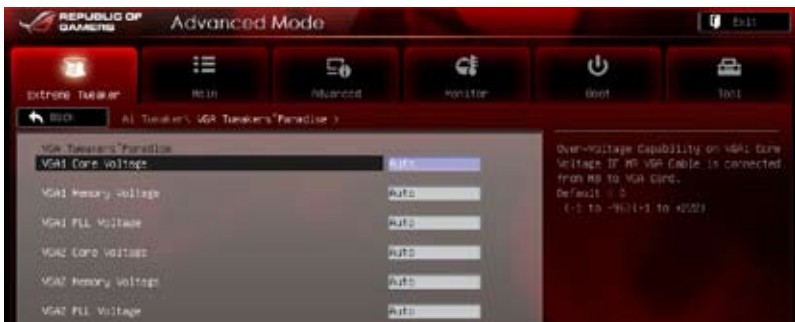 REPUBLIC OF GAMERS
Advanced Mode
Exit
Extreme Tweaker
Main
Advanced
Monitor
Boot
Tool
Back
Ai Tweaker\ VGA Tweakers'Paradise >
VGA Tweakers'Paradise
VGA1 Core Voltage Auto
VGA1 Memory Voltage Auto
VGA1 PLL Voltage Auto
VGA2 Core Voltage Auto
VGA2 Memory Voltage Auto
VGA2 PLL Voltage Auto
Over-Voltage Capability on VGA1 Core
Voltage IF VGA Cable is connected
from MB to VGA Card.
Default : 0